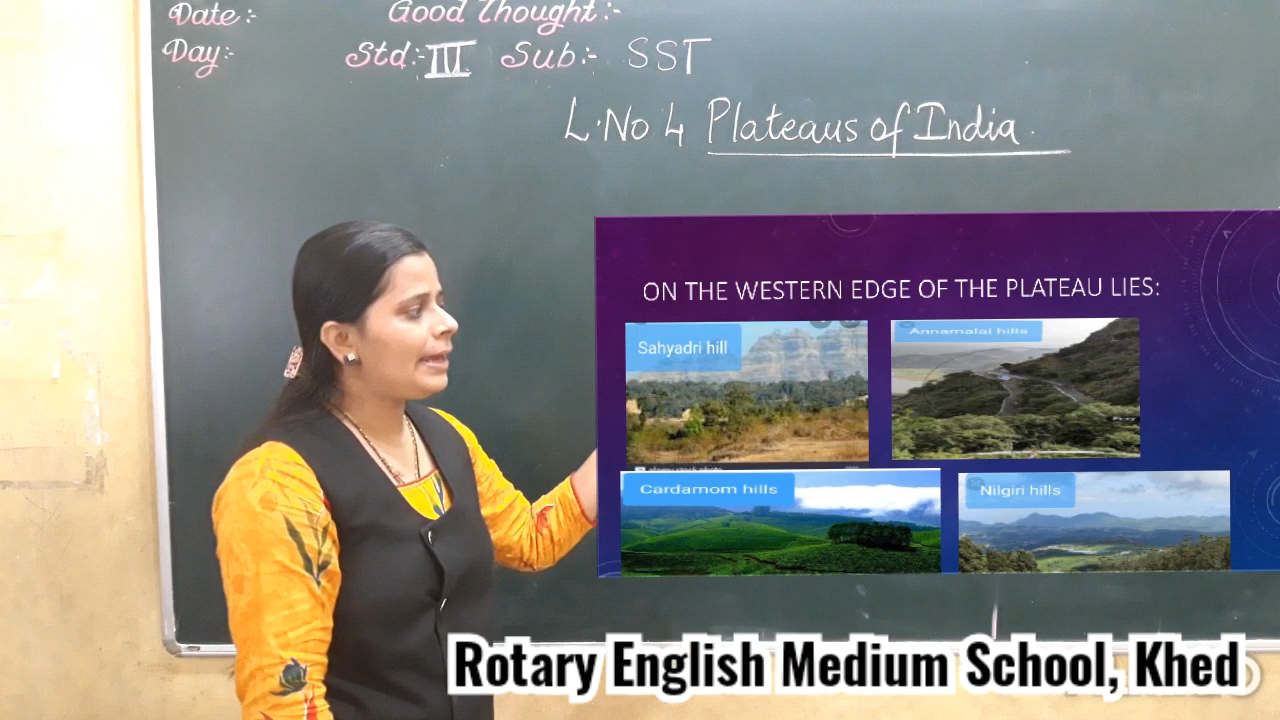 Date:- Good Thought:-
Day:- Std:- III Sub:- SST
L.No 4 Plateaus of India.
ON THE WESTERN EDGE OF THE PLATEAU LIES:
Sahyadri hill
Annamalai hills
Cardamom hills
Nilgiri hills
Rotary English Medium School, Khed